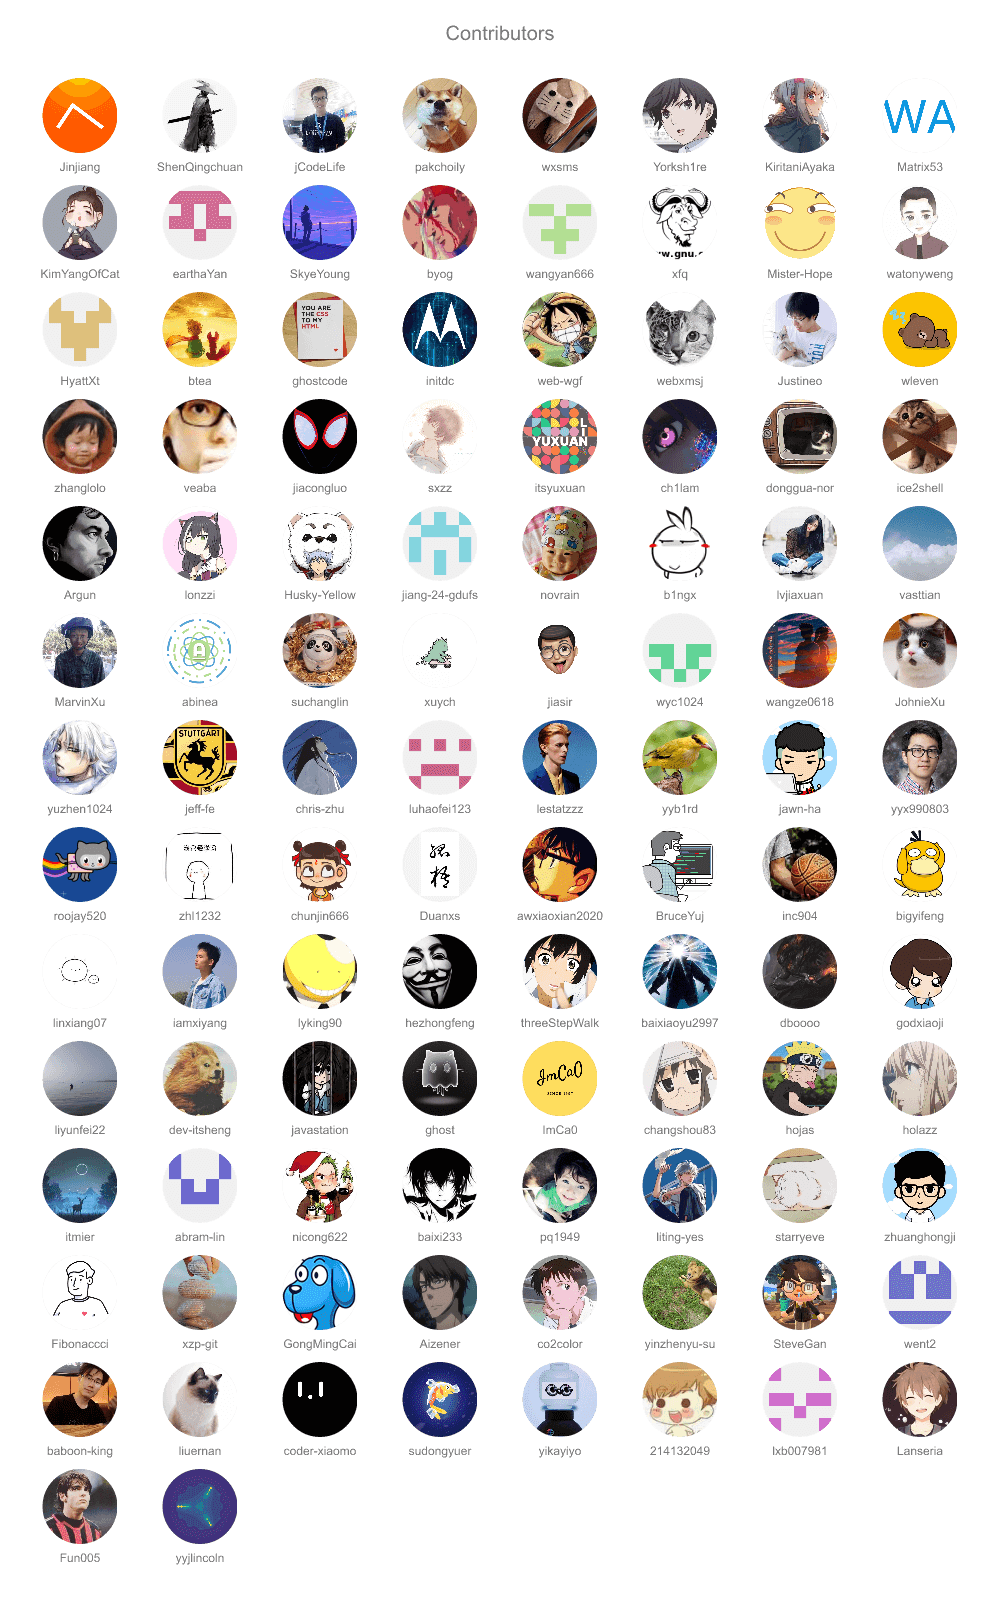 Contributors
WA
Jinjiang ShenQingchuan jCodeLife pakchoily wxsms Yorksh1re KiritaniAyaka Matrix53
www.gnu.o
KimYangOfCat earthaYan SkyeYoung byog wangyan666 xfq Mister-Hope watonyweng
YOU ARE
THE CSS
TO MY
HTML
HyattXt btea ghostcode initdc web-wgf webxmsj Justineo wleven
LI
YUXUAN
zhanglolo veaba jiacongluo sxzz itsyuxuan ch1lam donggua-nor ice2shell
Argun lonzzi Husky-Yellow jiang-24-gdufs novrain b1ngx lvjiaxuan vasttian
A
MarvinXu abinea suchanglin xuych jiasir wyc1024 wangze0618 JohnieXu
STUTTGART
yuzhen1024 jeff-fe chris-zhu luhaofei123 lestatzzz yyb1rd jawn-ha yyx990803
roojay520 zhl1232 chunjin666 Duanxs awxiaoxian2020 BruceYuj inc904 bigyifeng
linxiang07 iamxiyang lyking90 hezhongfeng threeStepWalk baixiaoyu2997 dboooo godxiaoji
JmCaO
liyunfei22 dev-itsheng javastation ghost ImCa0 changshou83 hojas holazz
itmier abram-lin nicong622 baixi233 pq1949 liting-yes starryeve zhuanghongji
Fibonaccci xzp-git GongMingCai Aizener co2color yinzhenyu-su SteveGan went2
baboon-king liuernan coder-xiaomo sudongyuer yikayiyo 214132049 lxb007981 Lanseria
Fun005 yyjlincoln